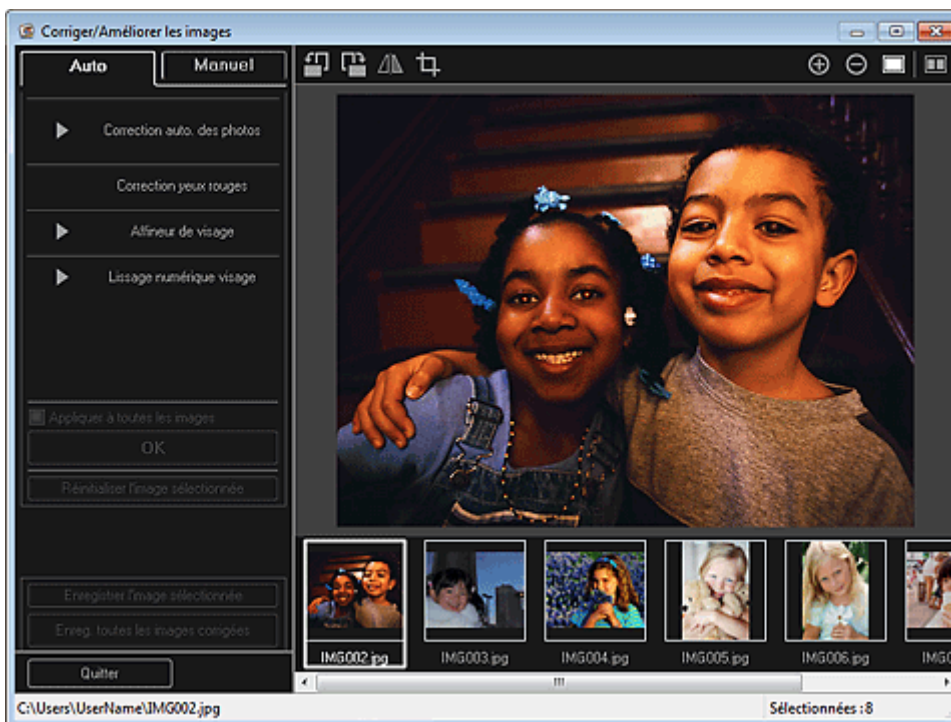 Corriger/Améliorer les images
Auto
Manuel
Correction auto. des photos
Correction yeux rouges
Affineur de visage
Lissage numérique visage
Appliquer à toutes les images
OK
Réinitialiser l'image sélectionnée
Enregistrer l'image sélectionnée
Enreg. toutes les images corrigées
Quitter
IMG002.jpg
IMG003.jpg
IMG004.jpg
IMG005.jpg
IMG006.jpg
IMG0
C:\Users\UserName\IMG002.jpg
Sélectionnées :8